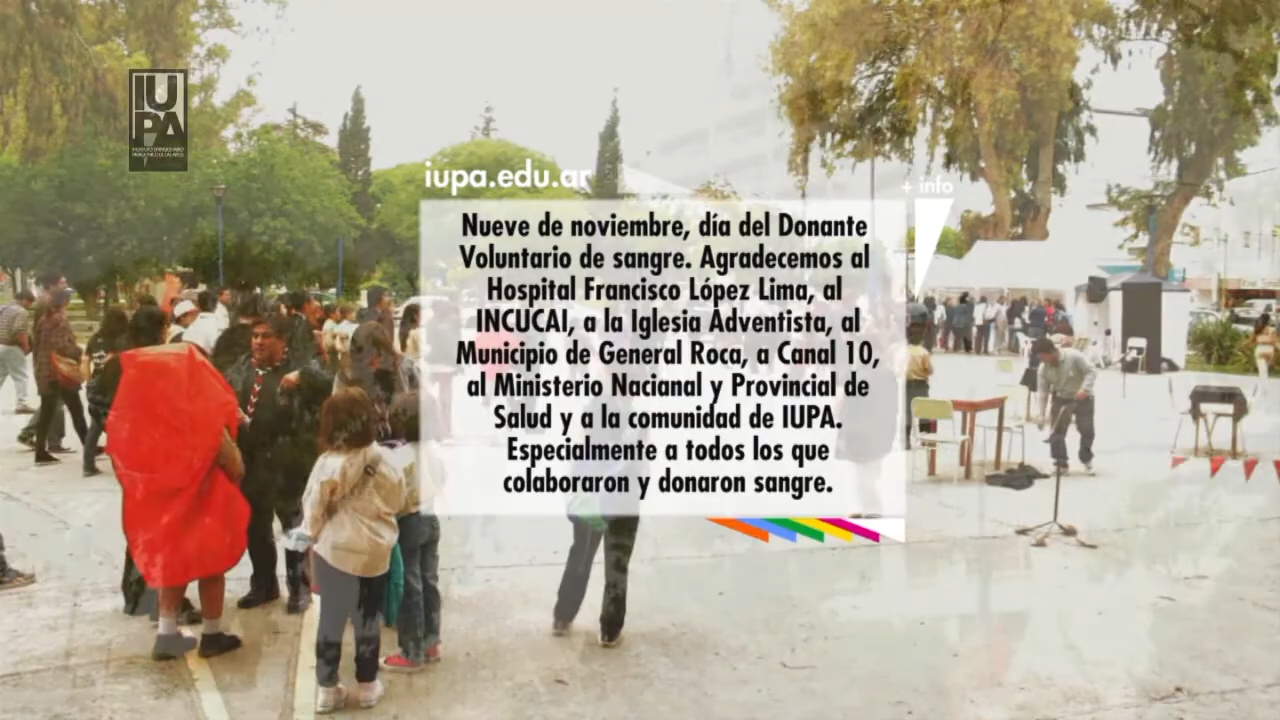 IU
PA
iupa.edu.ar
+ info
Nueve de noviembre, día del Donante
Voluntario de sangre. Agradecemos al
Hospital Francisco López Lima, al
INCUCAI, a la Iglesia Adventista, al
Municipio de General Roca, a Canal 10,
al Ministerio Nacianal y Provincial de
Salud y a la comunidad de IUPA.
Especialmente a todos los que
colaboraron y donaron sangre.